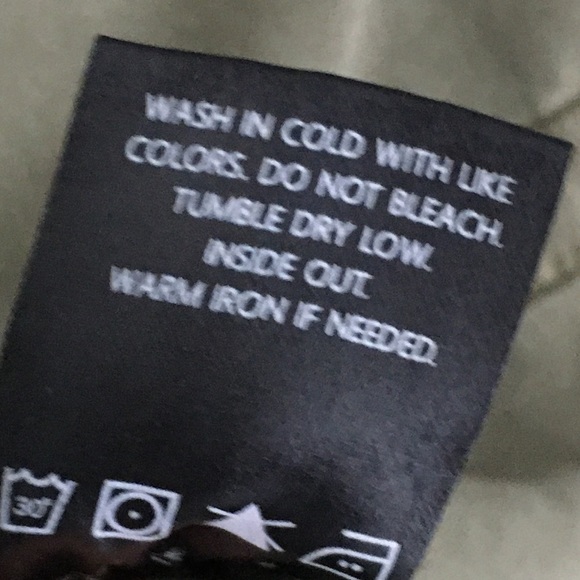 WASH IN COLD WITH LIKE
COLORS. DO NOT BLEACH.
TUMBLE DRY LOW.
INSIDE OUT.
WARM IRON IF NEEDED.
30°